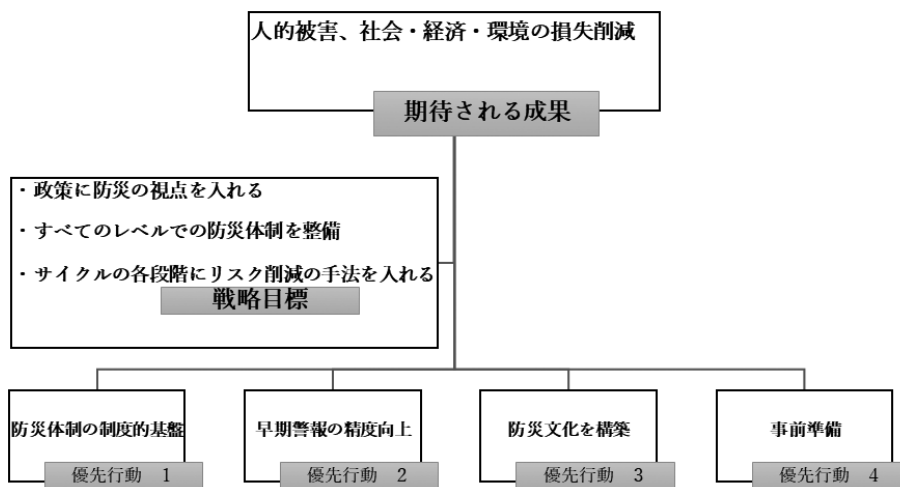 人的被害、社会・経済・環境の損失削減
期待される成果
・政策に防災の視点を入れる
・すべてのレベルでの防災体制を整備
・サイクルの各段階にリスク削減の手法を入れる
戦略目標
防災体制の制度的基盤
優先行動 1
早期警報の精度向上
優先行動 2
防災文化を構築
優先行動 3
事前準備
優先行動 4